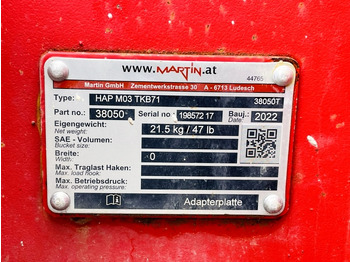 www.MARTIN.at
44765
Martin GmbH Zementwerkstrasse 30 A - 6713 Ludesch
Type: HAP M03 TKB71 38050T
Part no.: 38050 Serial no 198572 17 Bauj.: 2022
Date:
Eigengewicht: 21.5 kg / 47 lb
Net weight:
SAE - Volumen:
Bucket size:
Breite: 0
Width:
Max. Traglast Haken:
Max. load hook:
Max. Betriebsdruck:
Max. operating pressure:
Adapterplatte